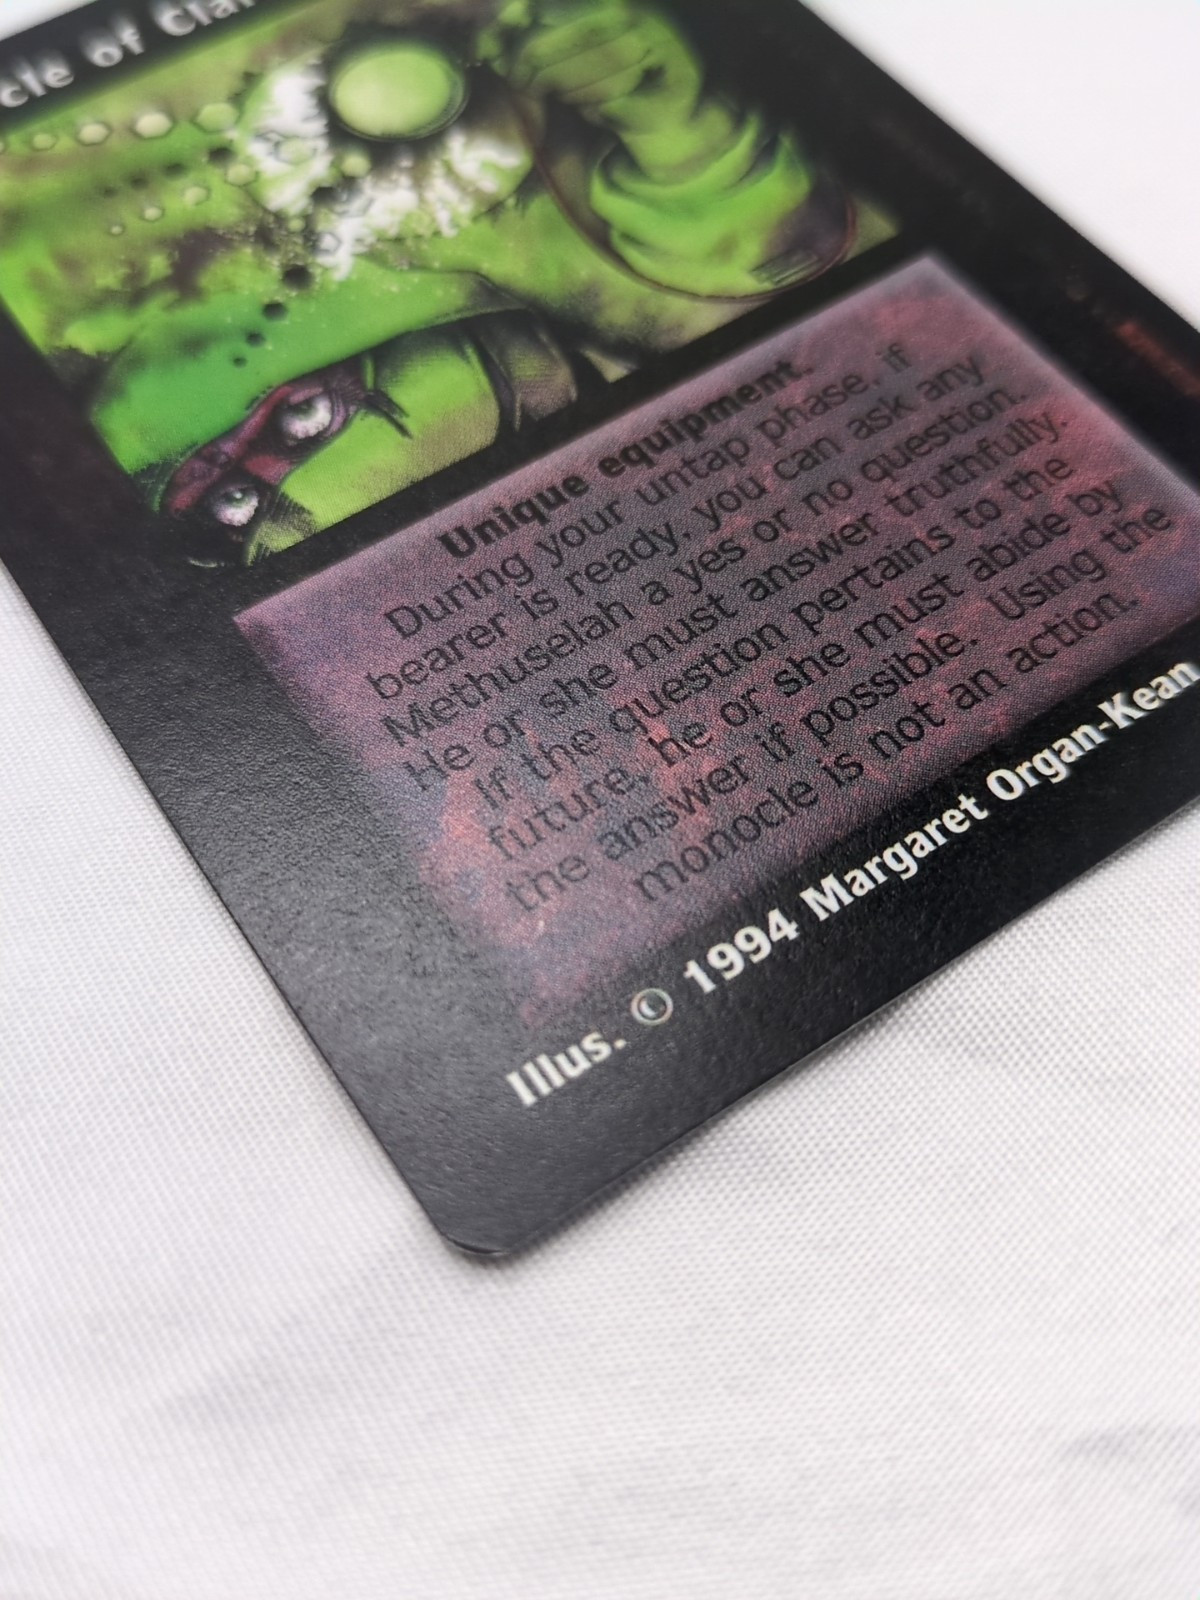 cle of Clar
Unique equipment.
During your untap phase, if
bearer is ready, you can ask any
Methuselah a yes or no question.
He or she must answer truthfully.
If the question pertains to the
future, he or she must abide by
the answer if possible. Using the
monocle is not an action.
Illus. © 1994 Margaret Organ-Kean